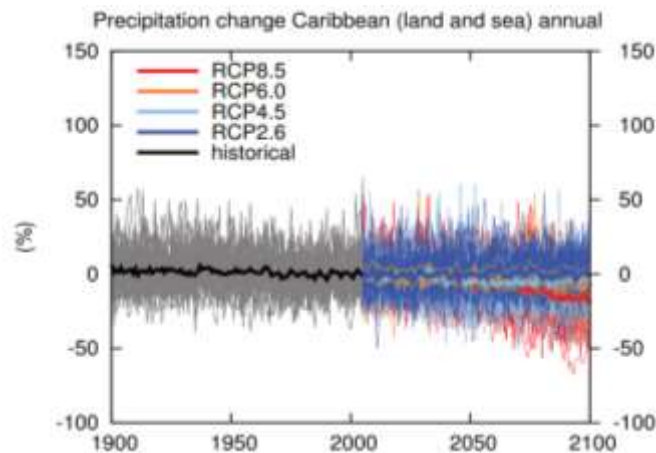 Precipitation change Caribbean (land and sea) annual
150 150
RCP8.5
RCP6.0
100 100
RCP4.5
RCP2.6
historical
50 50
(%)
0 0
-50 -50
-100 -100
1900 1950 2000 2050 2100